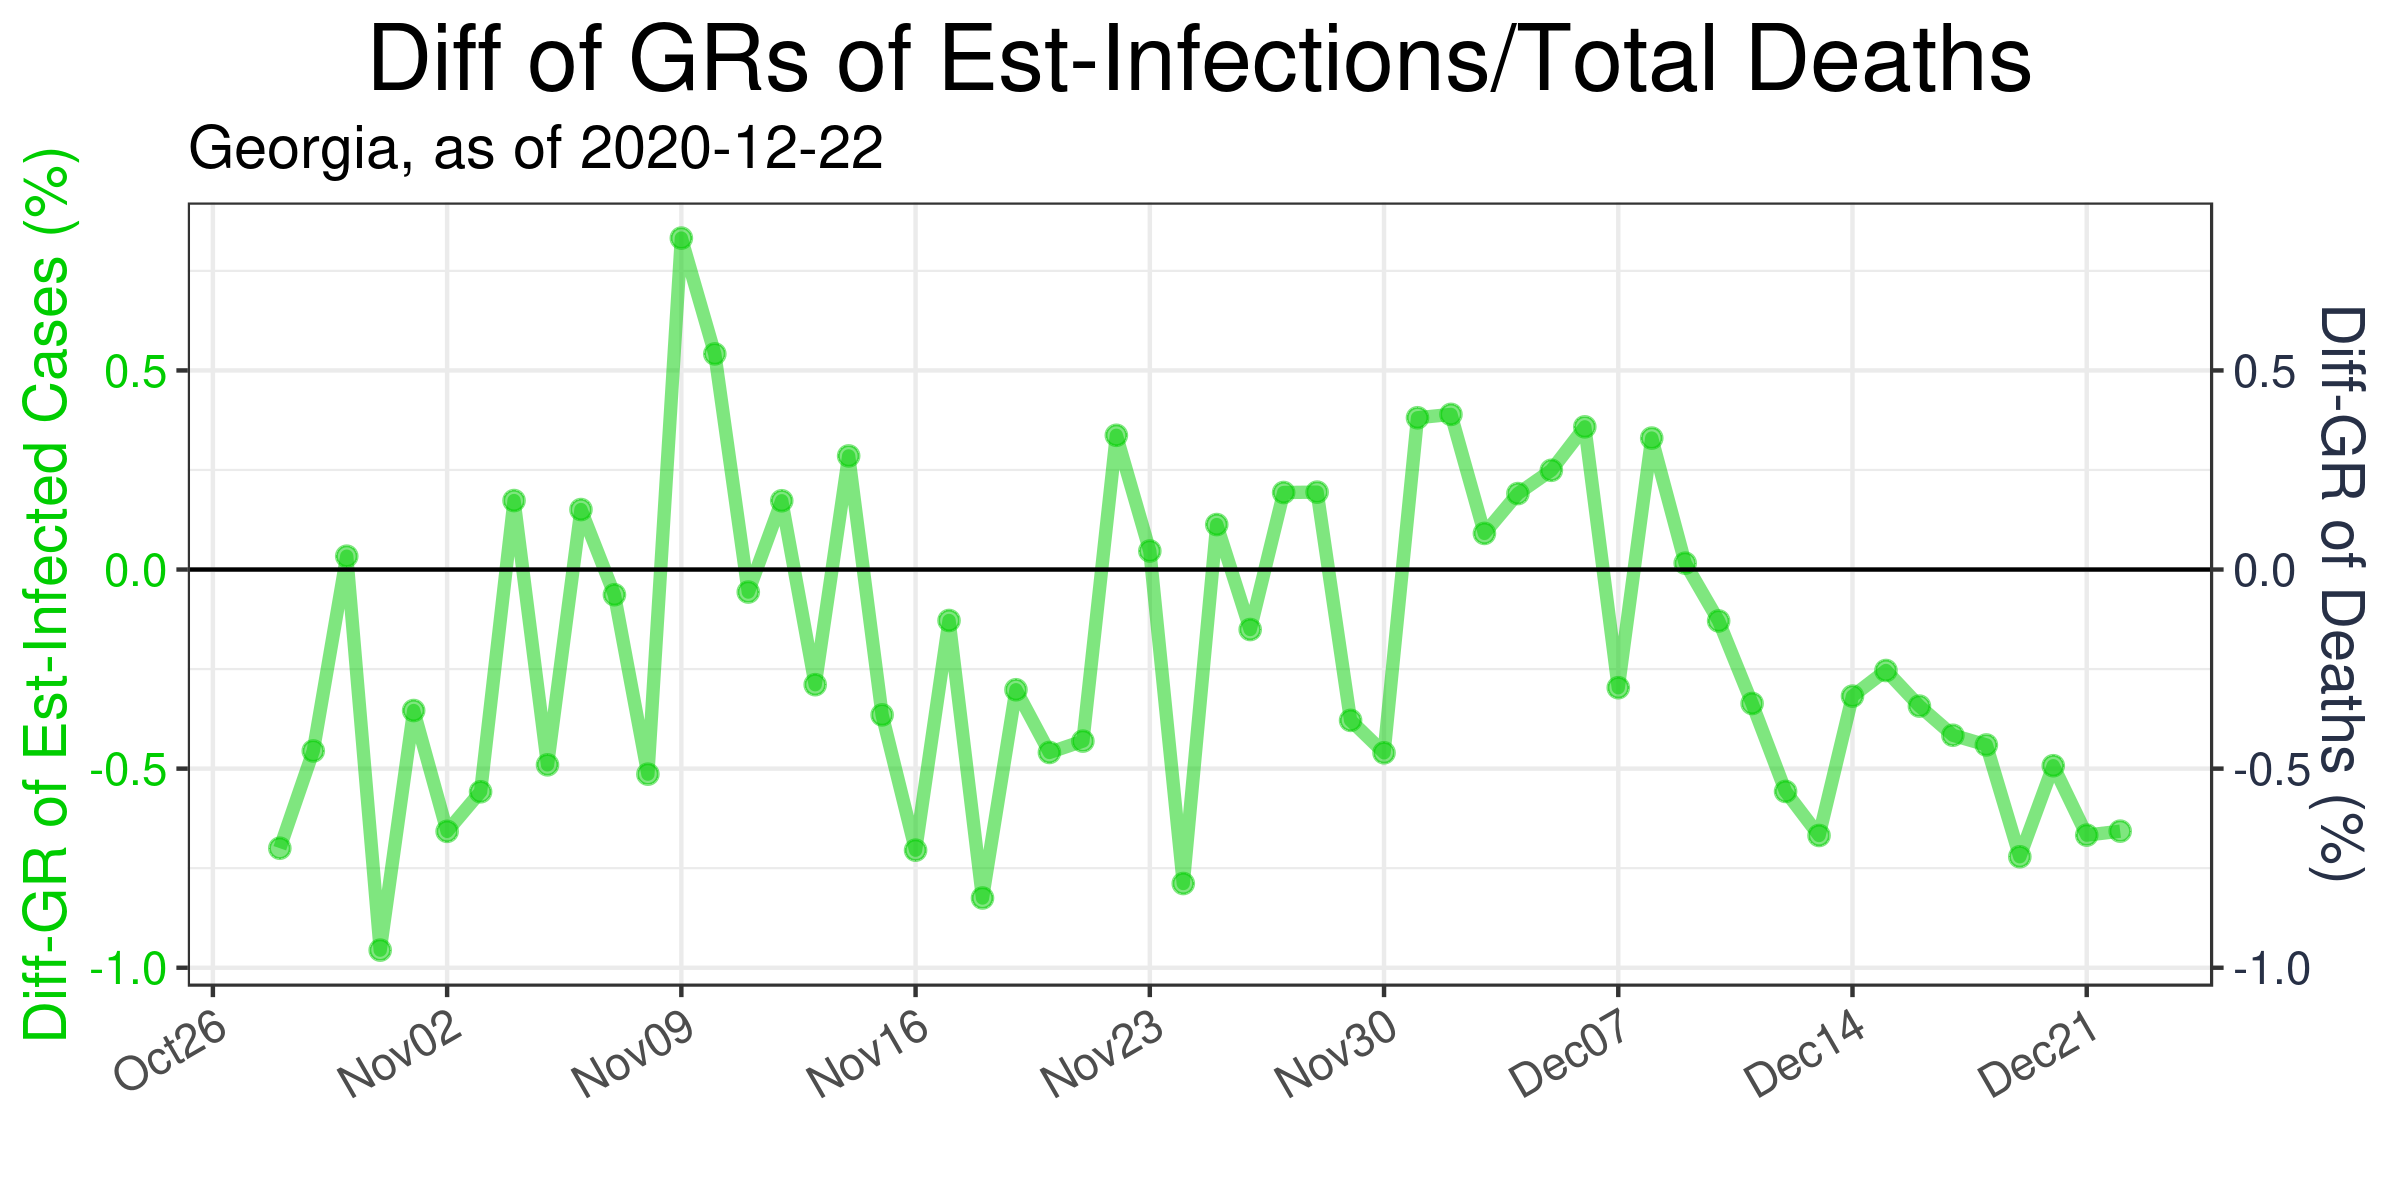 Diff of GRs of Est-Infections/Total Deaths
Georgia, as of 2020-12-22
Diff-GR of Est-Infected Cases (%)
0.5
0.0
-0.5
-1.0
0.5
0.0
-0.5
-1.0
Diff-GR of Deaths (%)
Oct26
Nov02
Nov09
Nov16
Nov23
Nov30
Dec07
Dec14
Dec21